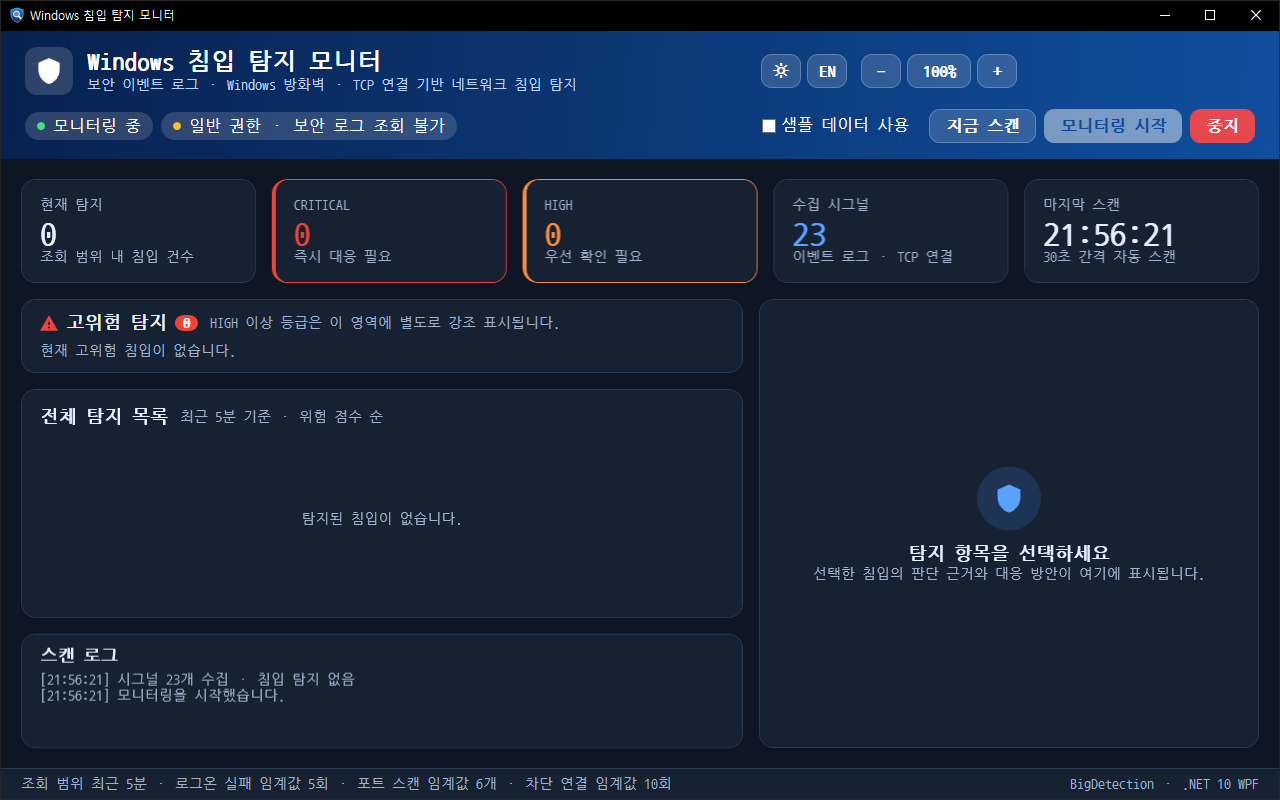 Windows 침입 탐지 모니터
Windows 침입 탐지 모니터
보안 이벤트 로그 · Windows 방화벽 · TCP 연결 기반 네트워크 침입 탐지
EN
−
100%
+
모니터링 중
일반 권한 · 보안 로그 조회 불가
샘플 데이터 사용
지금 스캔
모니터링 시작
중지
현재 탐지
0
조회 범위 내 침입 건수
CRITICAL
0
즉시 대응 필요
HIGH
0
우선 확인 필요
수집 시그널
23
이벤트 로그 · TCP 연결
마지막 스캔
21:56:21
30초 간격 자동 스캔
고위험 탐지 0 HIGH 이상 등급은 이 영역에 별도로 강조 표시됩니다.
현재 고위험 침입이 없습니다.
전체 탐지 목록 최근 5분 기준 · 위험 점수 순
탐지된 침입이 없습니다.
스캔 로그
[21:56:21] 시그널 23개 수집 · 침입 탐지 없음
[21:56:21] 모니터링을 시작했습니다.
탐지 항목을 선택하세요
선택한 침입의 판단 근거와 대응 방안이 여기에 표시됩니다.
조회 범위 최근 5분 · 로그온 실패 임계값 5회 · 포트 스캔 임계값 6개 · 차단 연결 임계값 10회
BigDetection · .NET 10 WPF